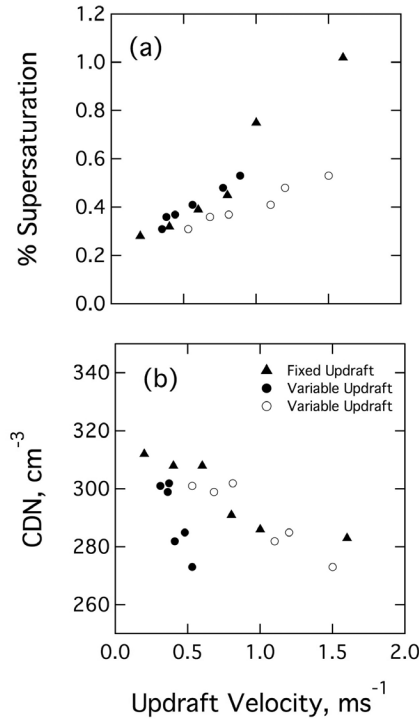 (a)
% Supersaturation
1.2
1.0
0.8
0.6
0.4
0.2
0.0
(b)
Fixed Updraft
Variable Updraft
Variable Updraft
CDN, cm-3
340
320
300
280
260
0.0 0.5 1.0 1.5 2.0
Updraft Velocity, ms-1